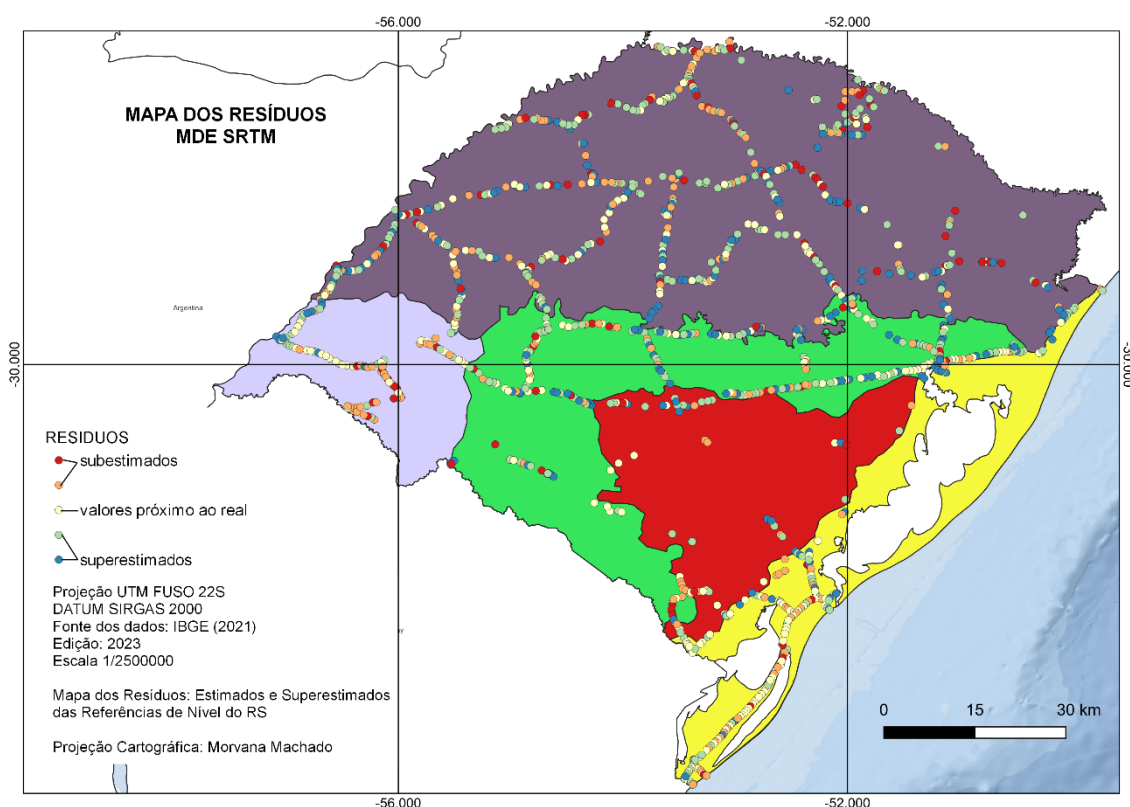 -56.000
-52.000
MAPA DOS RESÍDUOS
MDE SRTM
Argentina
-30.000
-30.000
RESIDUOS
subestimados
valores próximo ao real
superestimados
Projeção UTM FUSO 22S
DATUM SIRGAS 2000
Fonte dos dados: IBGE (2021)
Edição: 2023
Escala 1/2500000
Mapa dos Resíduos: Estimados e Superestimados
das Referências de Nível do RS
Projeção Cartográfica: Morvana Machado
0
15
30 km
-56.000
-52.000